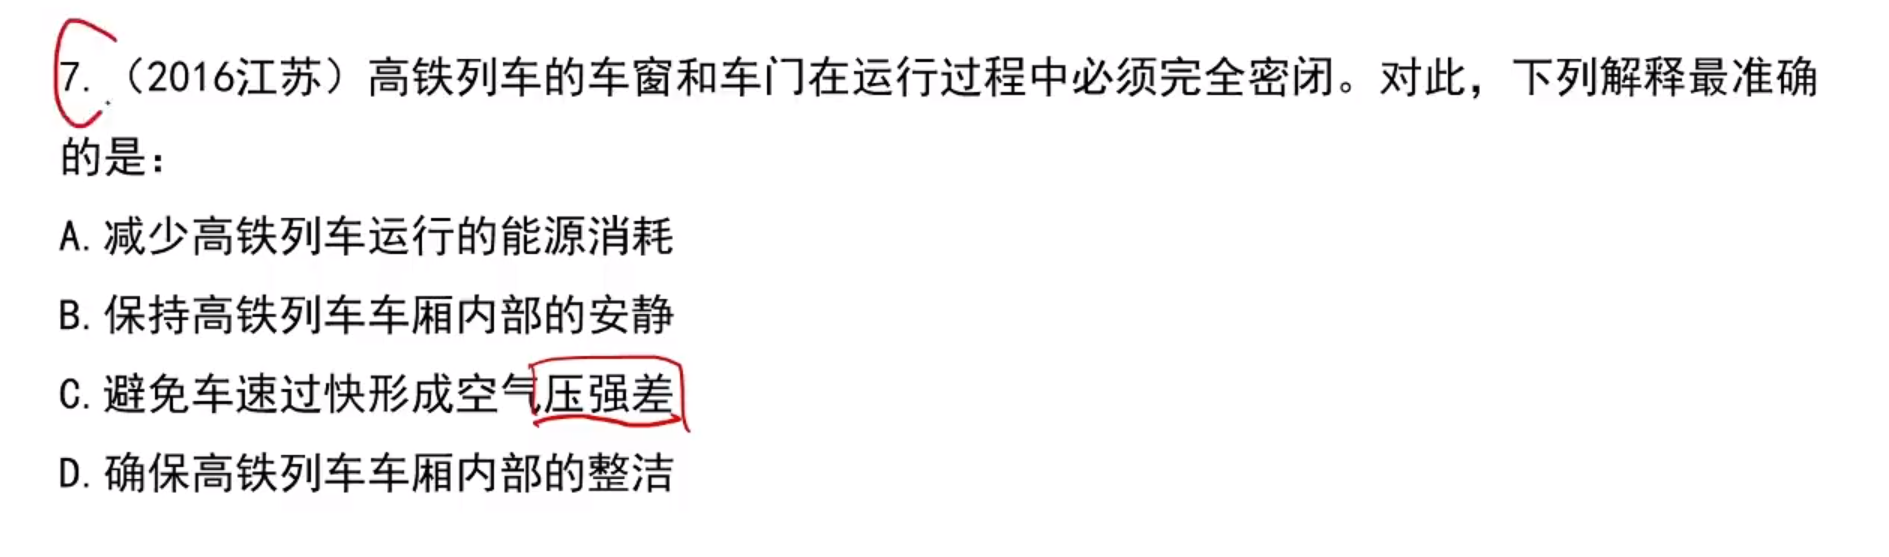 7.（2016江苏）高铁列车的车窗和车门在运行过程中必须完全密闭。对此，下列解释最准确
的是：
A. 减少高铁列车运行的能源消耗
B. 保持高铁列车车厢内部的安静
C. 避免车速过快形成空气压强差
D. 确保高铁列车车厢内部的整洁